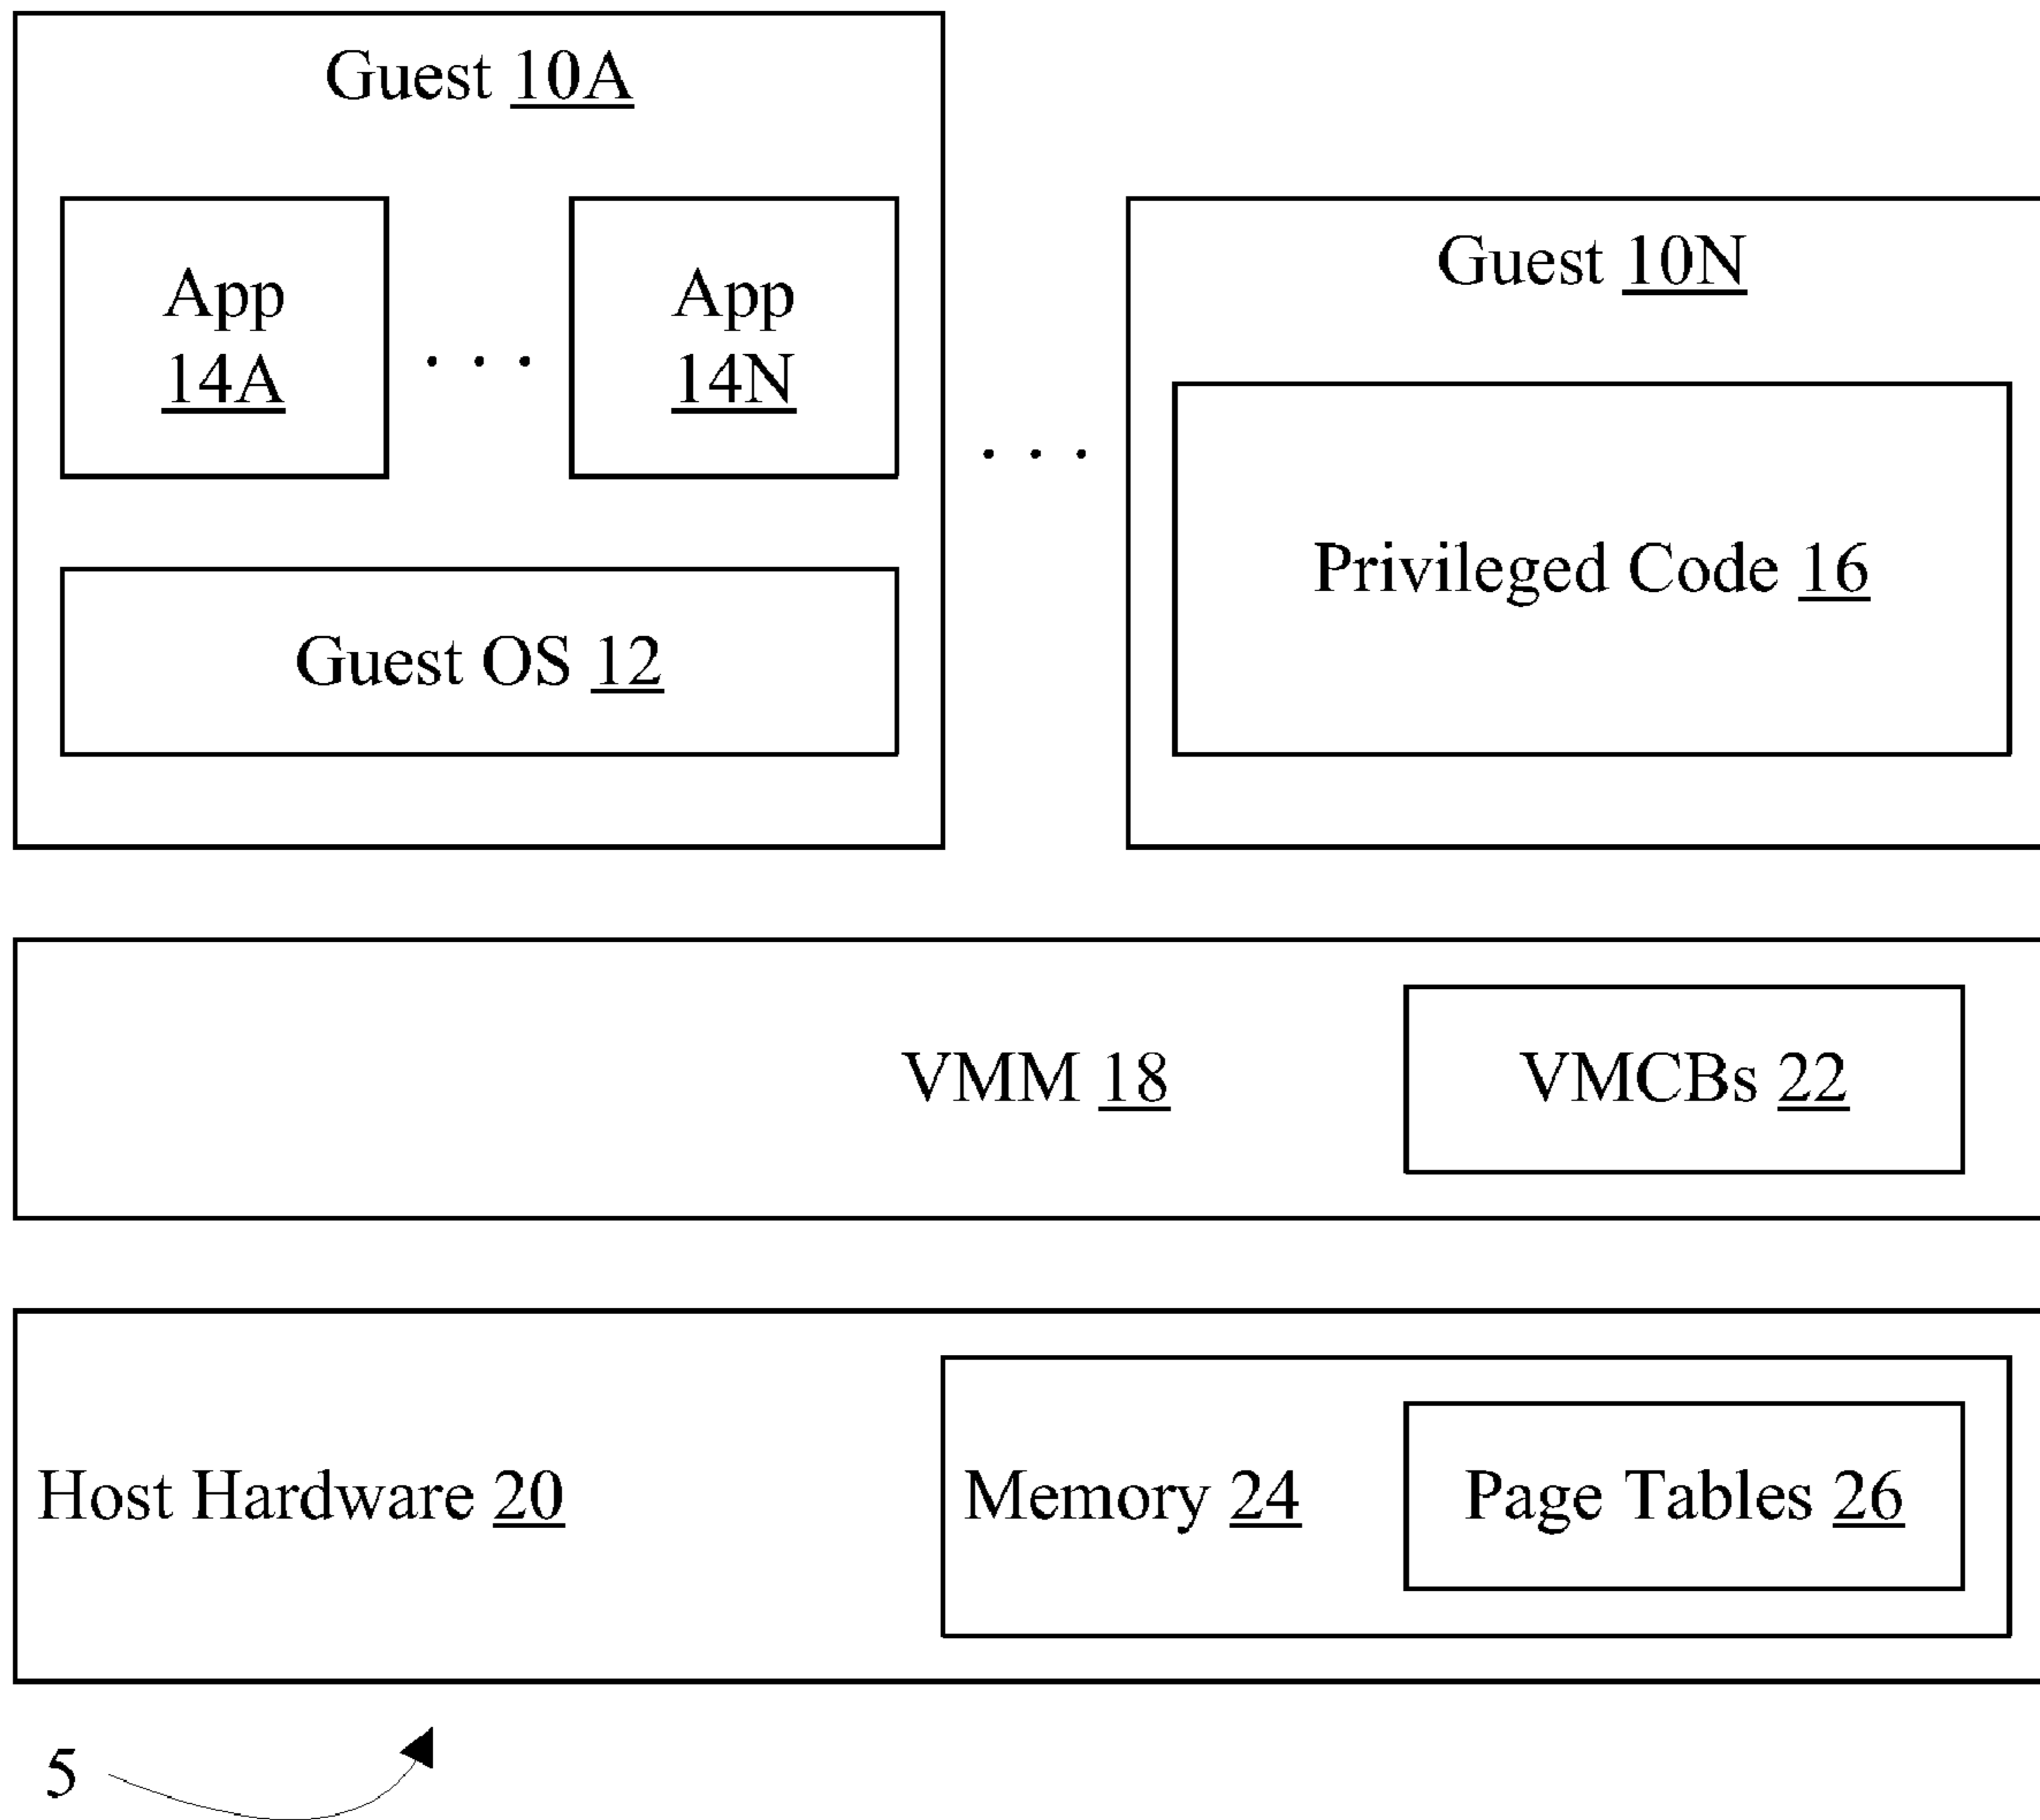 Guest 10A
App
14A
. . .
App
14N
Guest OS 12
. . .
Guest 10N
Privileged Code 16
VMM 18
VMCBs 22
Host Hardware 20
Memory 24
Page Tables 26
5